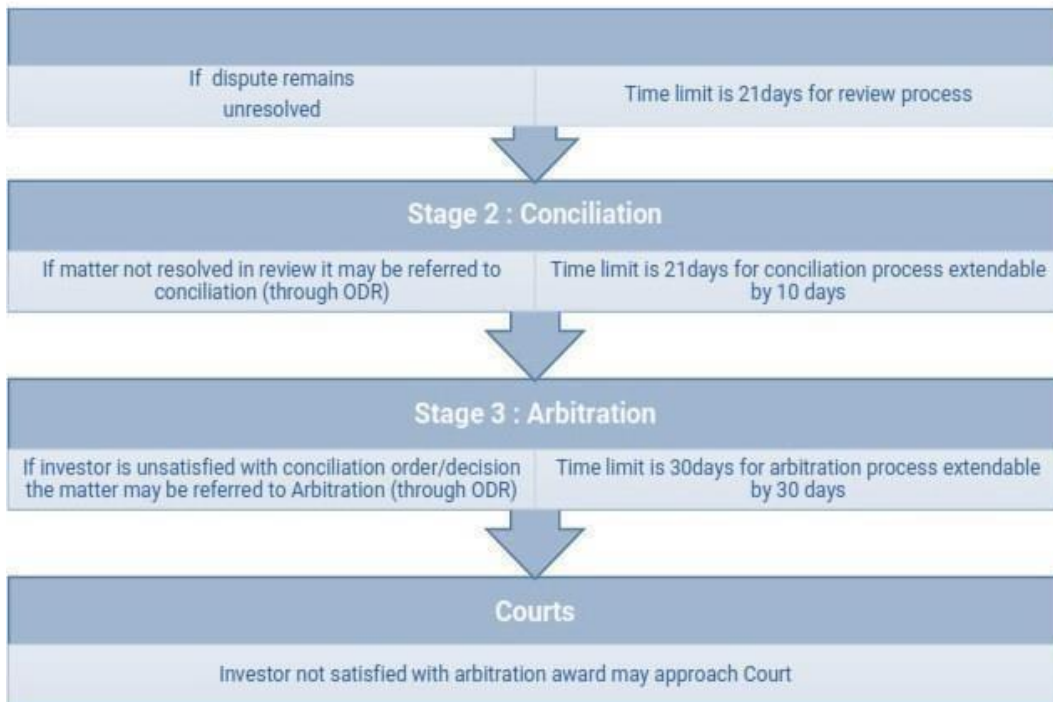 If dispute remains
unresolved
Time limit is 21days for review process
Stage 2 : Conciliation
If matter not resolved in review it may be referred to
conciliation (through ODR)
Time limit is 21days for conciliation process extendable
by 10 days
Stage 3 : Arbitration
If investor is unsatisfied with conciliation order/decision
the matter may be referred to Arbitration (through ODR)
Time limit is 30days for arbitration process extendable
by 30 days
Courts
Investor not satisfied with arbitration award may approach Court